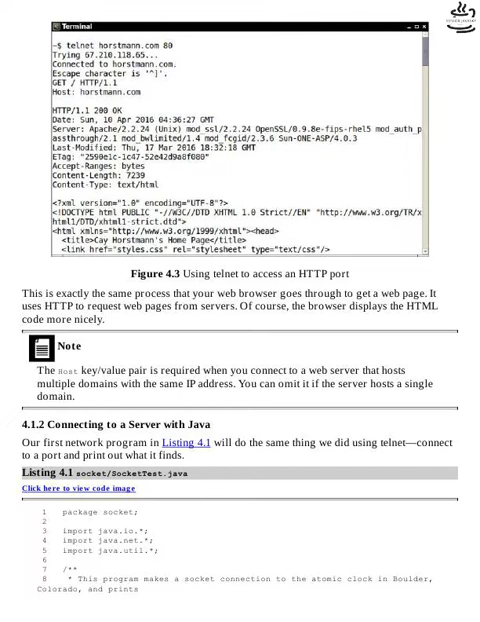 Terminal
~$ telnet horstmann.com 80
Trying 67.210.118.65...
Connected to horstmann.com.
Escape character is '^]'.
GET / HTTP/1.1
Host: horstmann.com

HTTP/1.1 200 OK
Date: Sun, 10 Apr 2016 04:36:27 GMT
Server: Apache/2.2.24 (Unix) mod_ssl/2.2.24 OpenSSL/0.9.8e-fips-rhel5 mod_auth_p
assthrough/2.1 mod_bwlimited/1.4 mod_fcgid/2.3.6 Sun-ONE-ASP/4.0.3
Last-Modified: Thu, 17 Mar 2016 18:32:18 GMT
ETag: "2590e1c-1c47-52e42d9a8f080"
Accept-Ranges: bytes
Content-Length: 7239
Content-Type: text/html

<?xml version="1.0" encoding="UTF-8"?>
<!DOCTYPE html PUBLIC "-//W3C//DTD XHTML 1.0 Strict//EN" "http://www.w3.org/TR/x
html1/DTD/xhtml1-strict.dtd">
<html xmlns="http://www.w3.org/1999/xhtml"><head>
<title>Cay Horstmann's Home Page</title>
<link href="styles.css" rel="stylesheet" type="text/css"/>
Figure 4.3 Using telnet to access an HTTP port
This is exactly the same process that your web browser goes through to get a web page. It
uses HTTP to request web pages from servers. Of course, the browser displays the HTML
code more nicely.
Note
The Host key/value pair is required when you connect to a web server that hosts
multiple domains with the same IP address. You can omit it if the server hosts a single
domain.
4.1.2 Connecting to a Server with Java
Our first network program in Listing 4.1 will do the same thing we did using telnet—connect
to a port and print out what it finds.
Listing 4.1 socket/SocketTest.java
Click here to view code image
1 package socket;
2
3 import java.io.*;
4 import java.net.*;
5 import java.util.*;
6
7 /**
8 * This program makes a socket connection to the atomic clock in Boulder,
Colorado, and prints